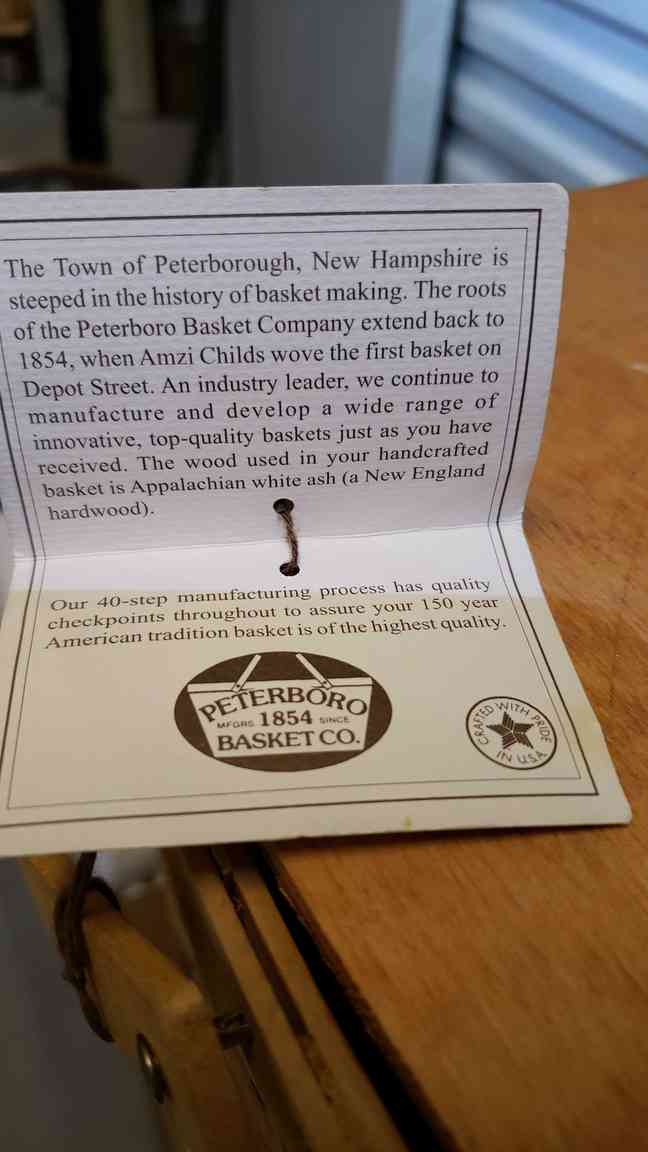 The Town of Peterborough, New Hampshire is
steeped in the history of basket making. The roots
of the Peterboro Basket Company extend back to
1854, when Amzi Childs wove the first basket on
Depot Street. An industry leader, we continue to
manufacture and develop a wide range of
innovative, top-quality baskets just as you have
received. The wood used in your handcrafted
basket is Appalachian white ash (a New England
hardwood).
Our 40-step manufacturing process has quality
checkpoints throughout to assure your 150 year
American tradition basket is of the highest quality.
PETERBORO
MFGRS 1854 SINCE
BASKET CO.
CRAFTED WITH PRIDE
IN U.S.A.